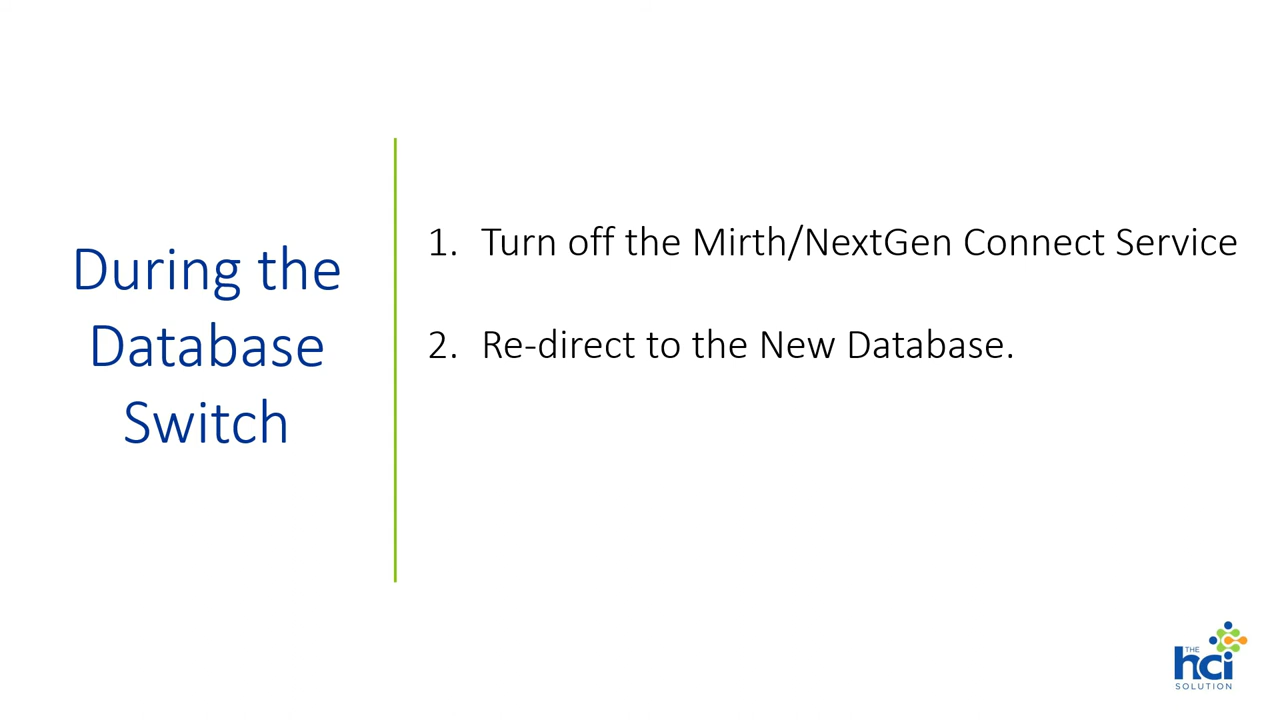 During the
Database
Switch
1. Turn off the Mirth/NextGen Connect Service
2. Re-direct to the New Database.
THE
hci
SOLUTION